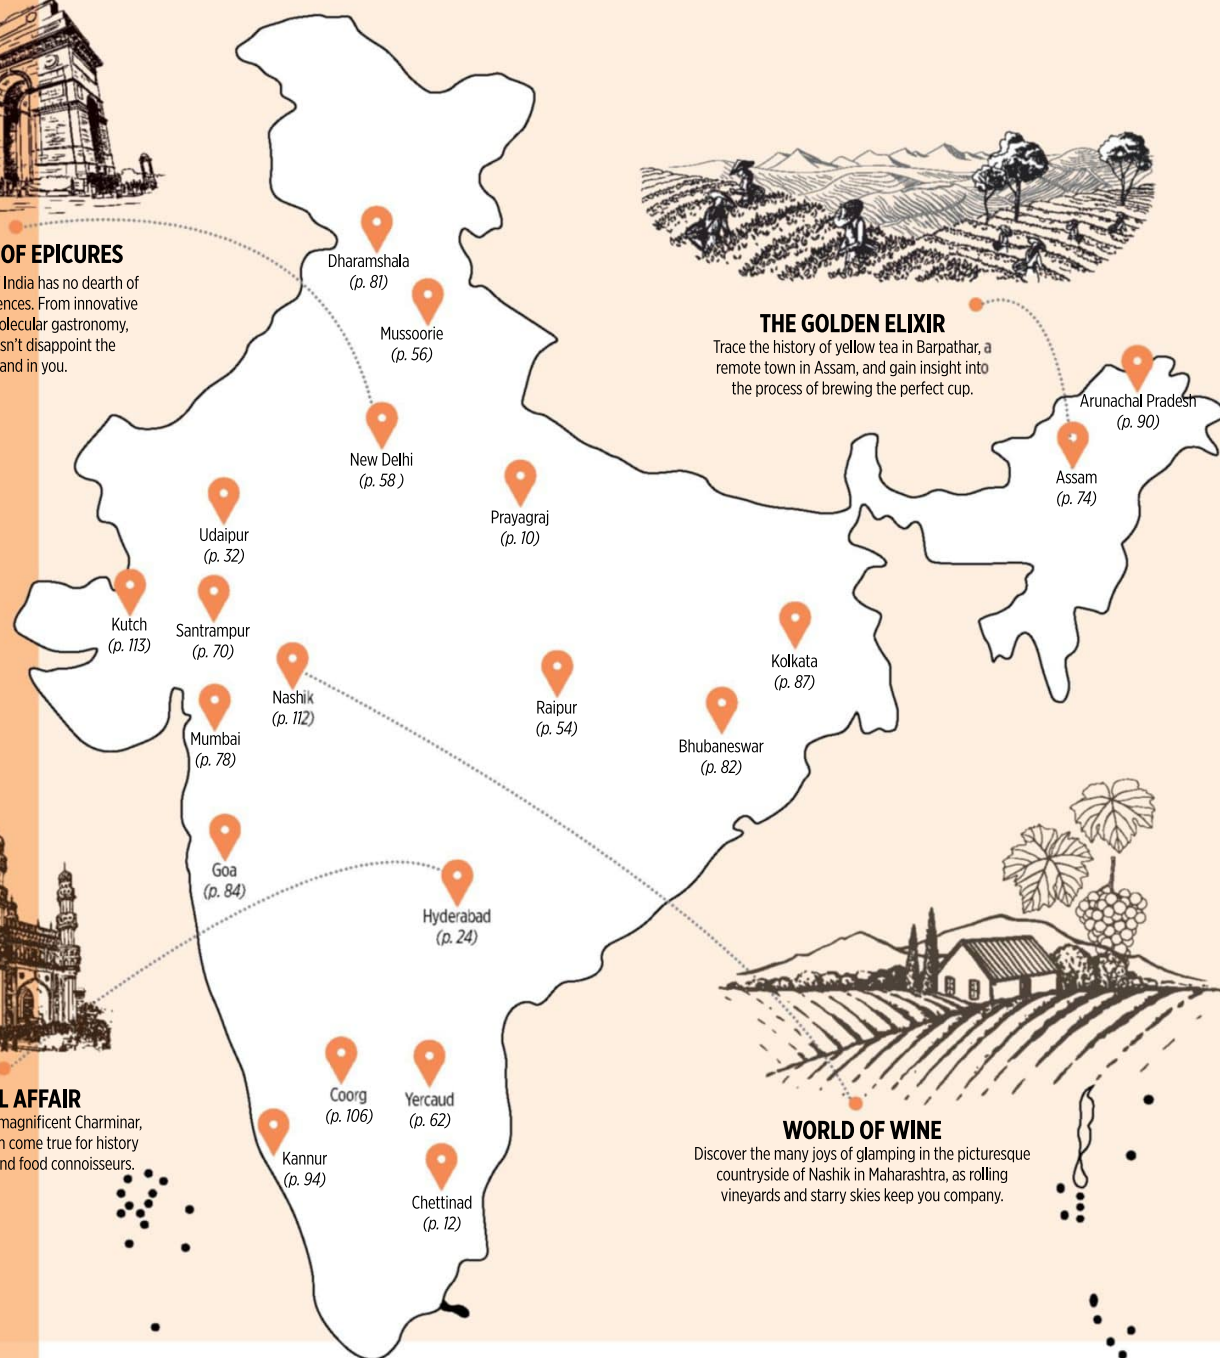 OF EPICURES
India has no dearth of
ences. From innovative
olecular gastronomy,
sn't disappoint the
and in you.
Dharamshala
(p. 81)
Mussoorie
(p. 56)
New Delhi
(p. 58 )
THE GOLDEN ELIXIR
Trace the history of yellow tea in Barpathar, a
remote town in Assam, and gain insight into
the process of brewing the perfect cup.
Arunachal Pradesh
(p. 90)
Assam
(p. 74)
Prayagraj
(p. 10)
Udaipur
(p. 32)
Kutch
(p. 113)
Santrampur
(p. 70)
Nashik
(p. 112)
Mumbai
(p. 78)
Raipur
(p. 54)
Kolkata
(p. 87)
Bhubaneswar
(p. 82)
Goa
(p. 84)
Hyderabad
(p. 24)
L AFFAIR
magnificent Charminar,
n come true for history
nd food connoisseurs.
Coorg
(p. 106)
Yercaud
(p. 62)
Kannur
(p. 94)
Chettinad
(p. 12)
WORLD OF WINE
Discover the many joys of glamping in the picturesque
countryside of Nashik in Maharashtra, as rolling
vineyards and starry skies keep you company.